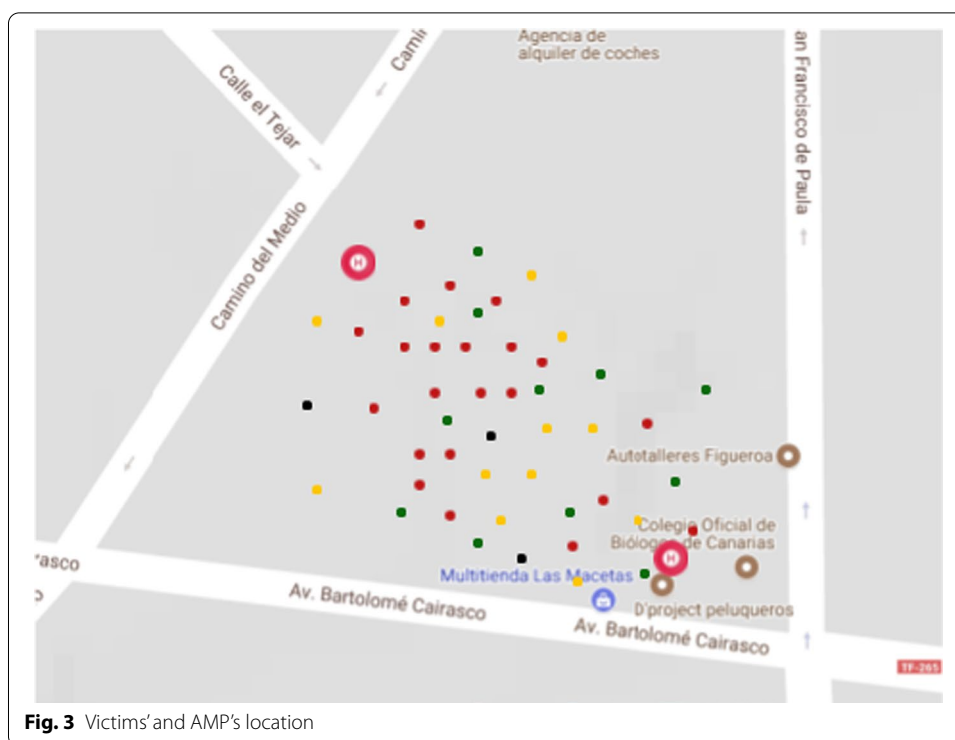 Agencia de
alquiler de coches
Cami
an Francisco de Paula
Calle el Tejar
Camino del Medio
Autotalleres Figueroa
Colegio Oficial de
Biólogos de Canarias
Multitienda Las Macetas
rasco
D'project peluqueros
Av. Bartolomé Cairasco
Av. Bartolomé Cairasco
o
TF-265
H
H
Fig. 3 Victims' and AMP's location